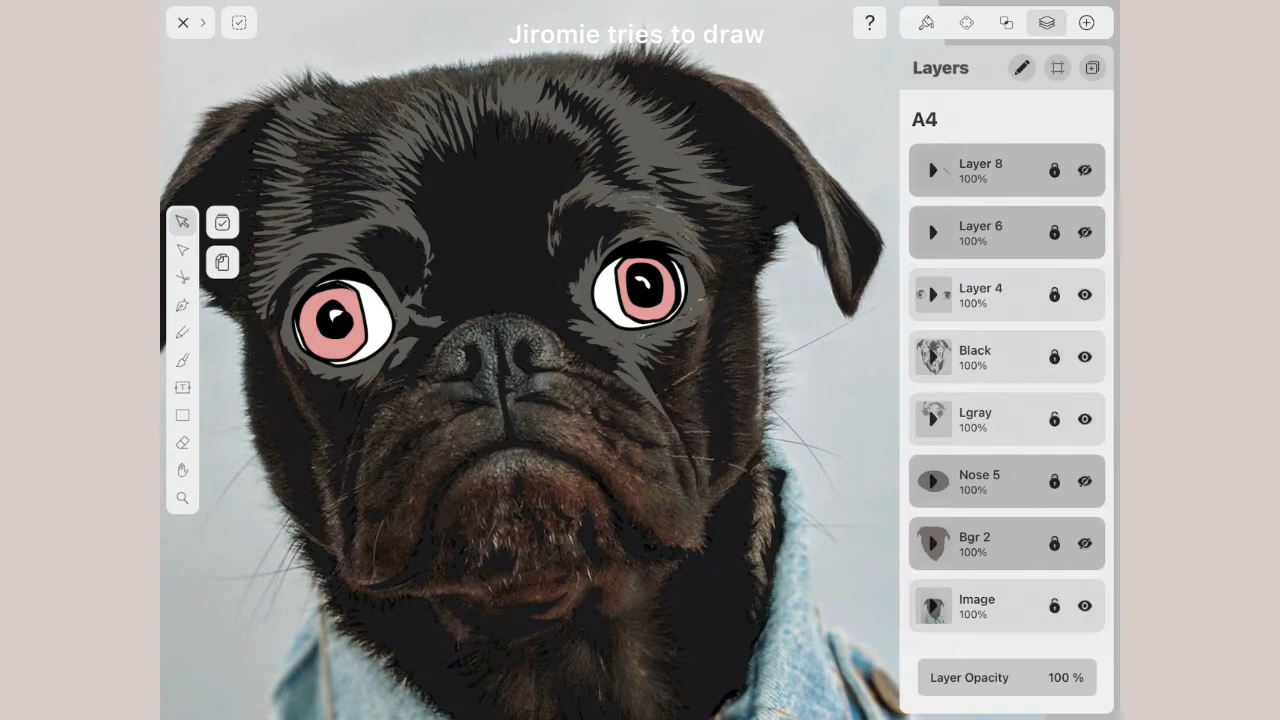 Jiromie tries to draw
?
Layers
A4
Layer 8
100%
Layer 6
100%
Layer 4
100%
Black
100%
Lgray
100%
Nose 5
100%
Bgr 2
100%
Image
100%
Layer Opacity 100 %
T